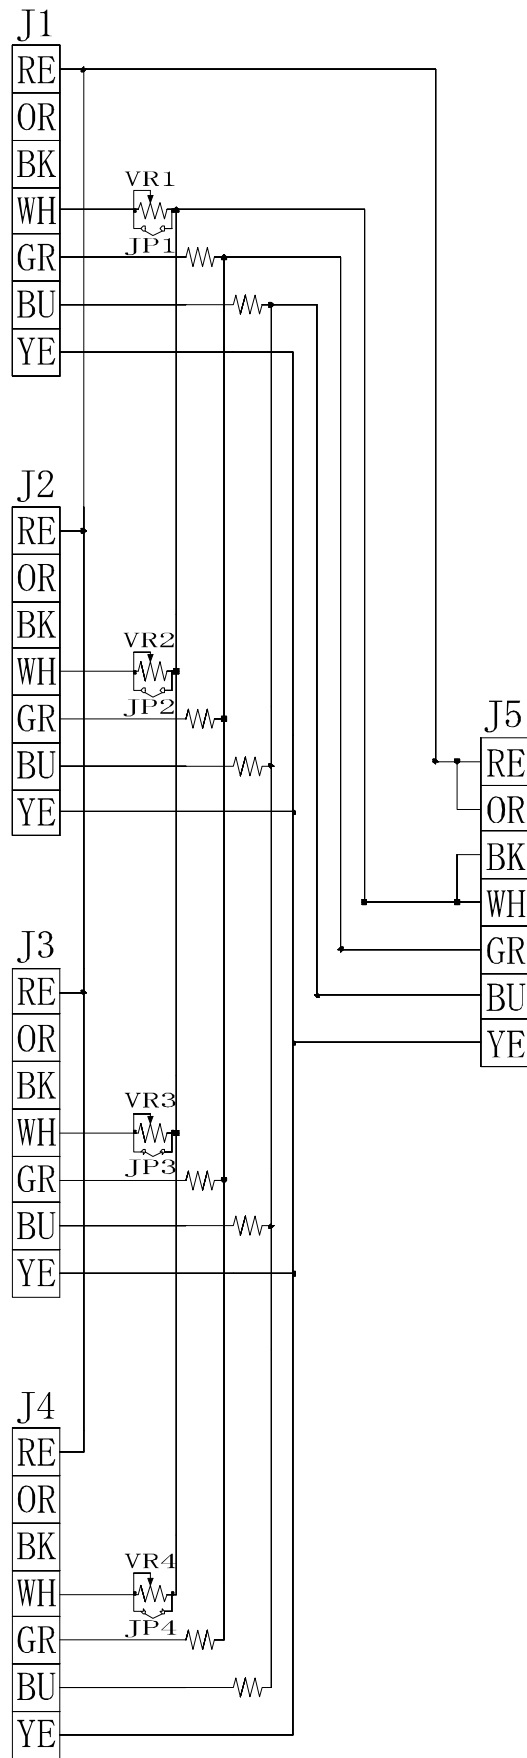 J1
RE
OR
BK
VR1
WH
JP1
GR
BU
YE
J2
RE
OR
BK
VR2
WH
JP2
GR
BU
YE
J5
RE
OR
BK
WH
GR
BU
YE
J3
RE
OR
BK
VR3
WH
JP3
GR
BU
YE
J4
RE
OR
BK
VR4
WH
JP4
GR
BU
YE